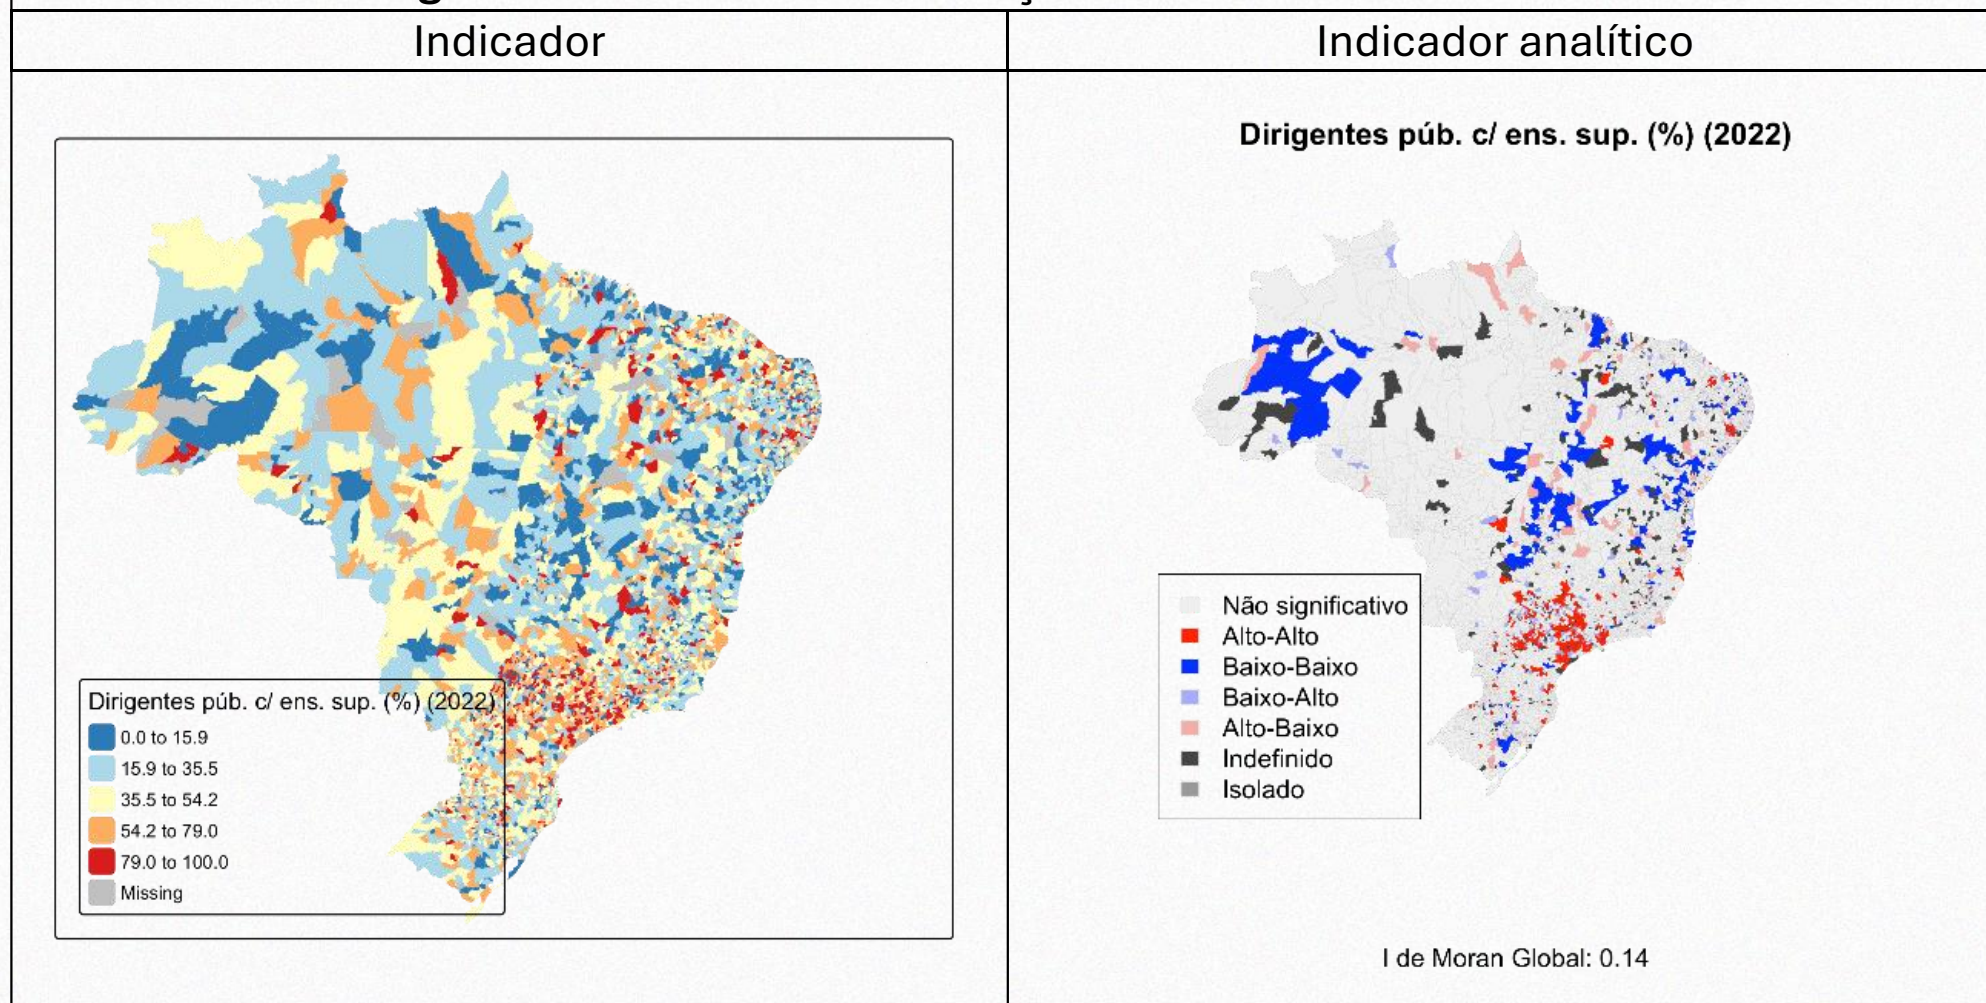 Indicador
Indicador analítico
Dirigentes púb. c/ ens. sup. (%) (2022)
0.0 to 15.9
15.9 to 35.5
35.5 to 54.2
54.2 to 79.0
79.0 to 100.0
Missing
Dirigentes púb. c/ ens. sup. (%) (2022)
Não significativo
Alto-Alto
Baixo-Baixo
Baixo-Alto
Alto-Baixo
Indefinido
Isolado
I de Moran Global: 0.14